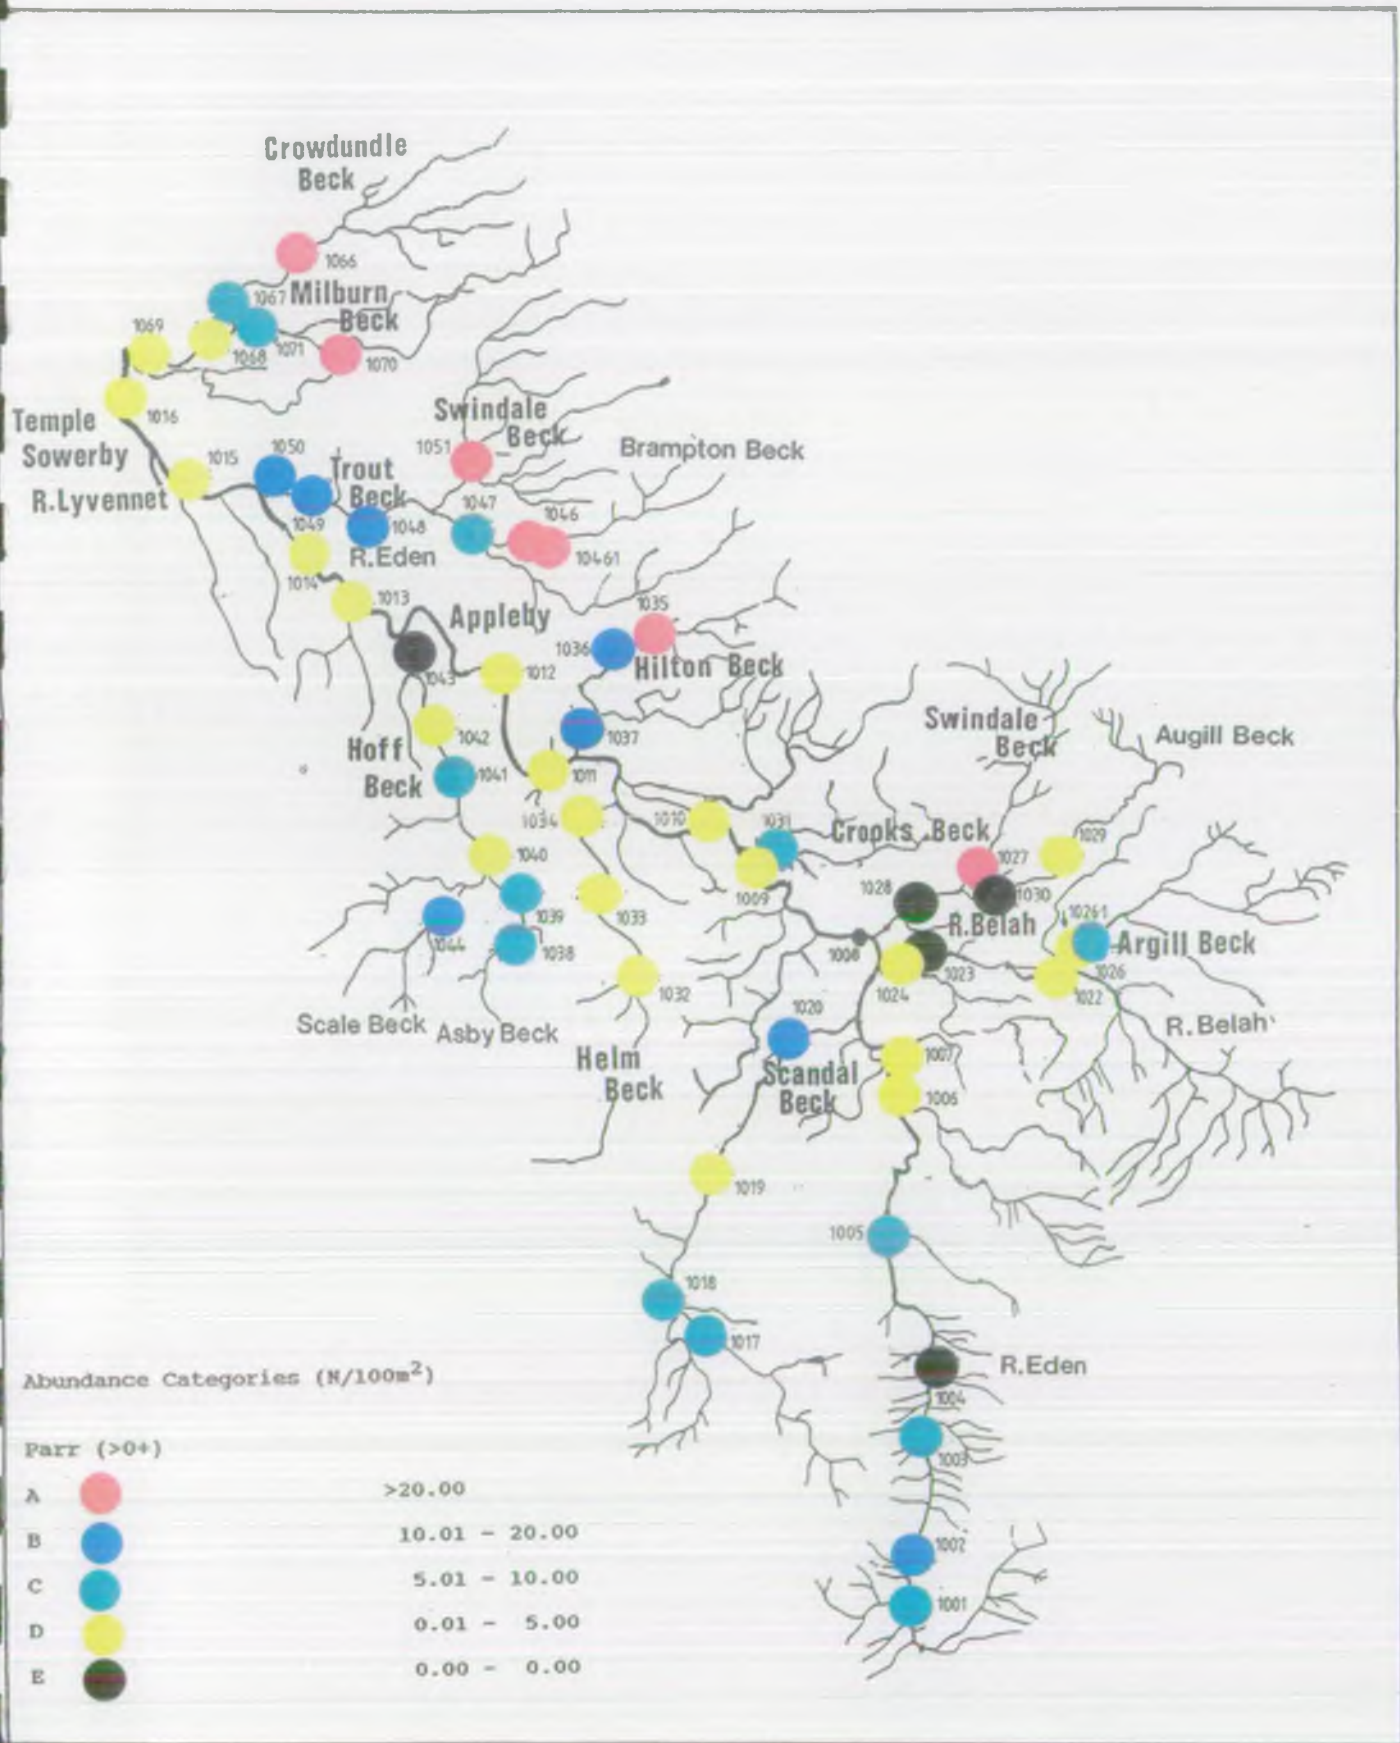 Crowdundle
Beck
1066
1067 Milburn
Beck
1069
1068
1071
1070
1016
Temple
Sowerby
R.Lyvennet
1015
1050
Trout
Beck
1049
1048
R.Eden
Swindale
Beck
1051
Brampton Beck
1047
1046
10461
1014
1013
Appleby
1035
1036
Hilton Beck
1043
1012
1042
1037
Hoff
Beck
1041
1011
1034
1010
1031
Crooks Beck
Swindale
Beck
Augill Beck
1029
1027
1030
1028
1040
1039
1033
1009
R.Belah
10261
Argill Beck
1026
1044
1038
1008
1023
1024
1022
1032
R.Belah
Scale Beck
Asby Beck
1020
Helm
Beck
Scandal
Beck
1007
1006
1019
1005
1018
1017
R.Eden
1004
1003
1002
1001
Abundance Categories (N/100m²)
Parr (>0+)
A >20.00
B 10.01 - 20.00
C 5.01 - 10.00
D 0.01 - 5.00
E 0.00 - 0.00